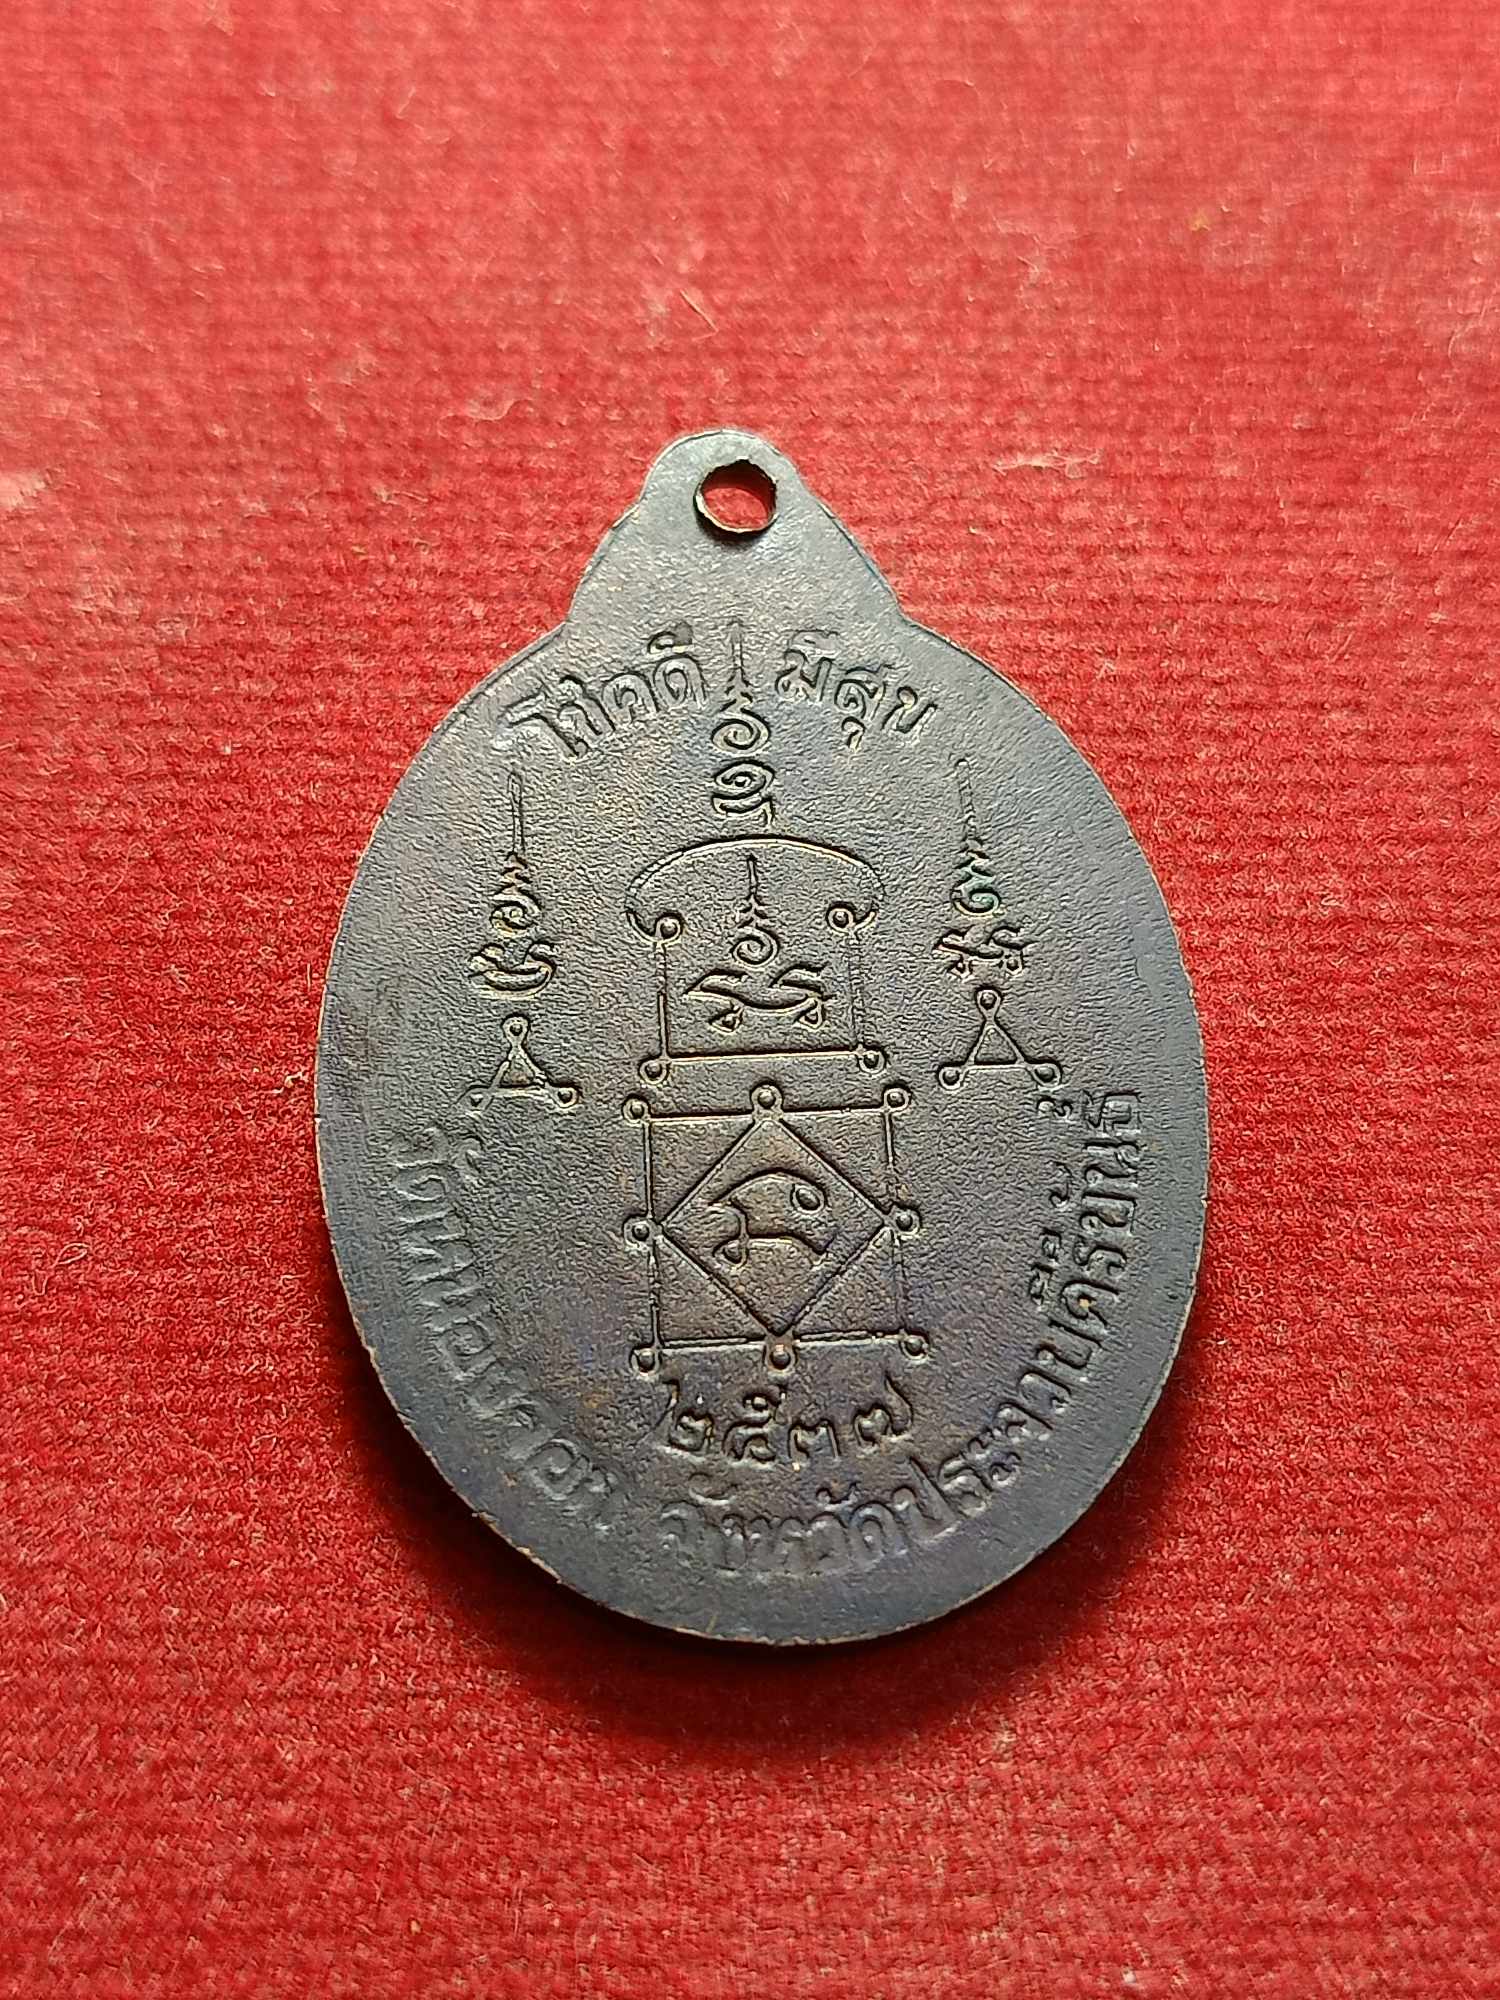 โชคดี มีสุข
๒๕๓๗
วัดหนองหอย จังหวัดประจวบคีรีขันธ์